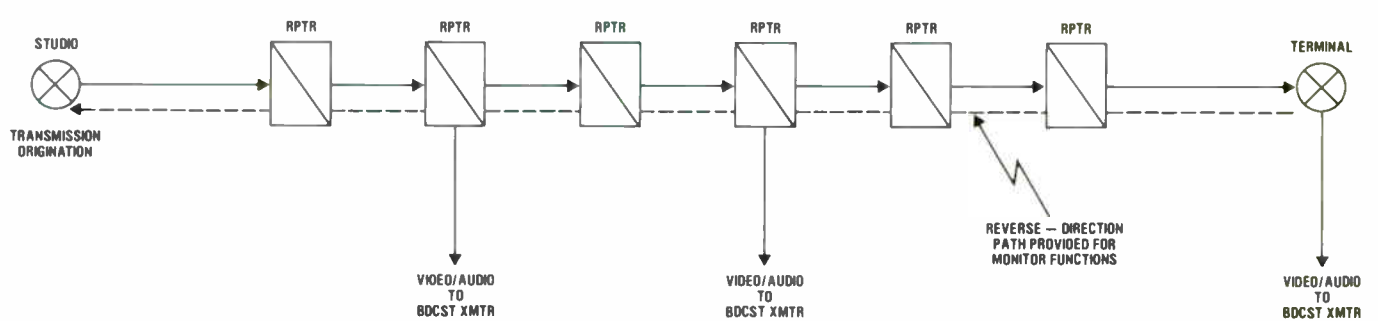 RPTR
RPTR
RPTR
RPTR
RPTR
RPTR
STUDIO
TERMINAL
TRANSMISSION
ORIGINATION
REVERSE — DIRECTION
PATH PROVIDED FOR
MONITOR FUNCTIONS
VIDEO/AUDIO
TO
BDCST XMTR
VIDEO/AUDIO
TO
BDCST XMTR
VIDEO/AUDIO
TO
BDCST XMTR